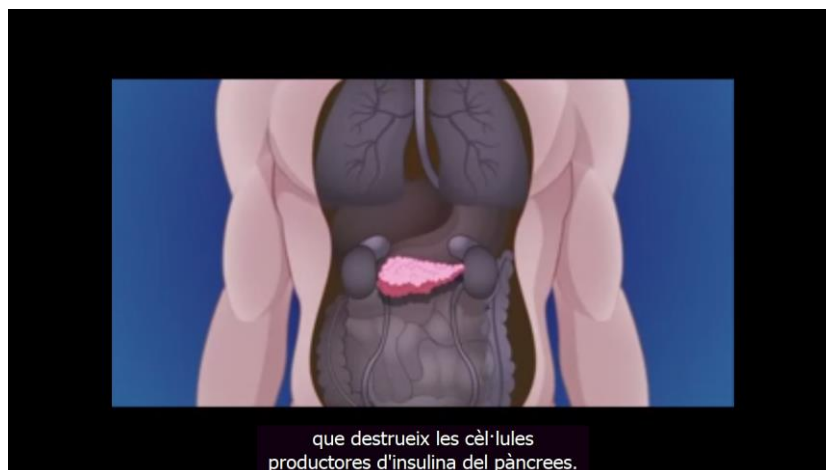 que destrueix les cèl·lules
productores d'insulina del pàncrees.